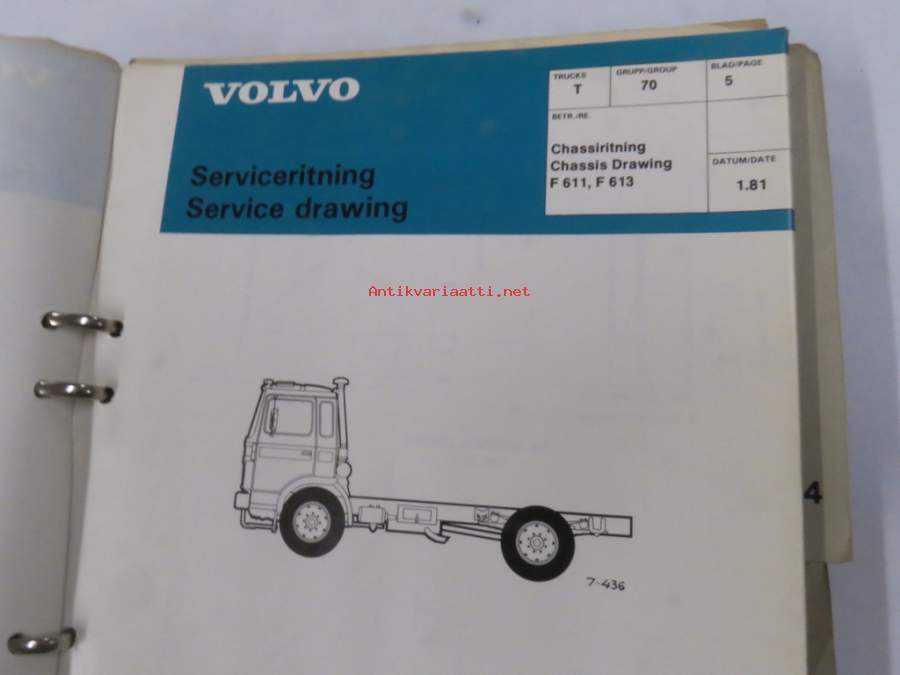 VOLVO
Serviceritning
Service drawing
TRUCKS
T
GRUPP/GROUP
70
BLAD/PAGE
5
BETR./RE
Chassiritning
Chassis Drawing
F 611, F 613
DATUM/DATE
1.81
Antikvariaatti.net
4
7-436